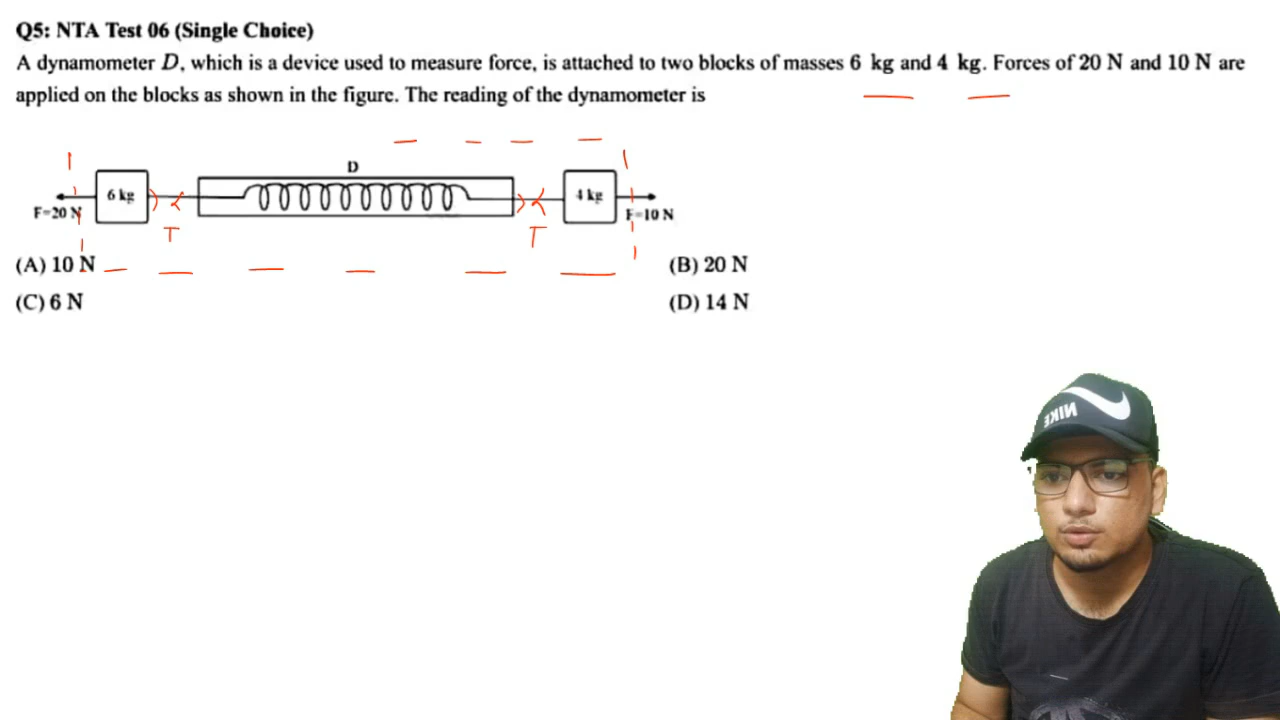 Q5: NTA Test 06 (Single Choice)
A dynamometer D, which is a device used to measure force, is attached to two blocks of masses 6 kg and 4 kg. Forces of 20 N and 10 N are
applied on the blocks as shown in the figure. The reading of the dynamometer is
D
6 kg
4 kg
F=20 N
F=10 N
T
T
(A) 10 N
(B) 20 N
(C) 6 N
(D) 14 N
NIKE